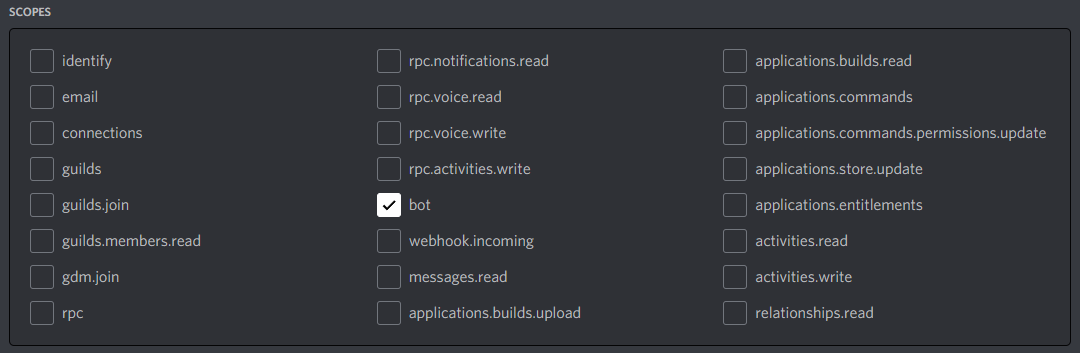 SCOPES
identify
email
connections
guilds
guilds.join
guilds.members.read
gdm.join
rpc
rpc.notifications.read
rpc.voice.read
rpc.voice.write
rpc.activities.write
bot
webhook.incoming
messages.read
applications.builds.upload
applications.builds.read
applications.commands
applications.commands.permissions.update
applications.store.update
applications.entitlements
activities.read
activities.write
relationships.read